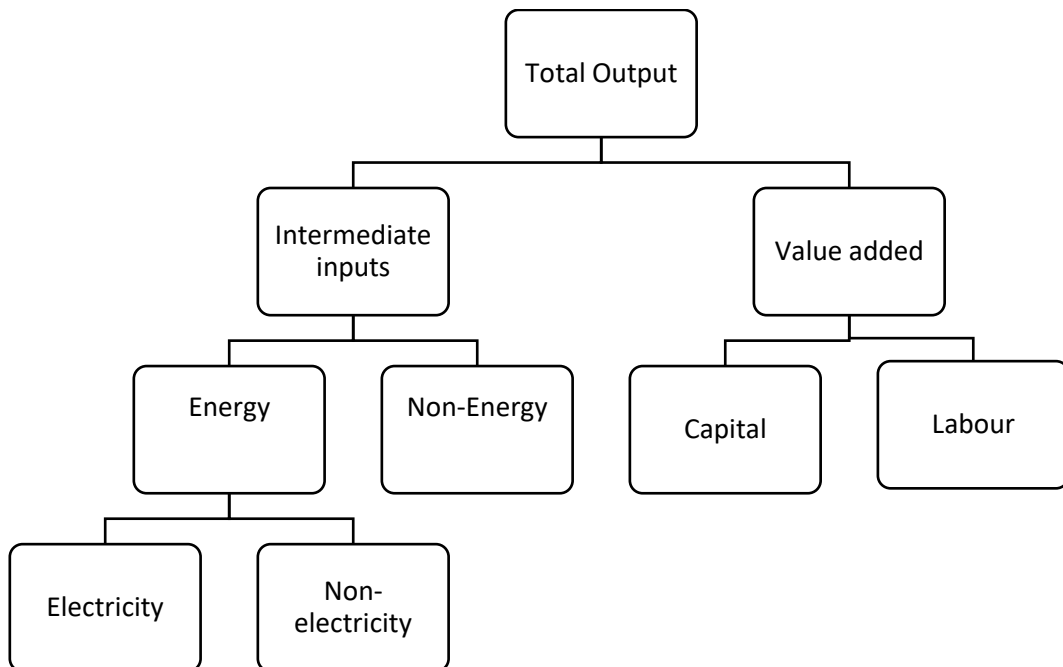 Total Output
Intermediate
inputs
Value added
Energy
Non-Energy
Capital
Labour
Electricity
Non-
electricity